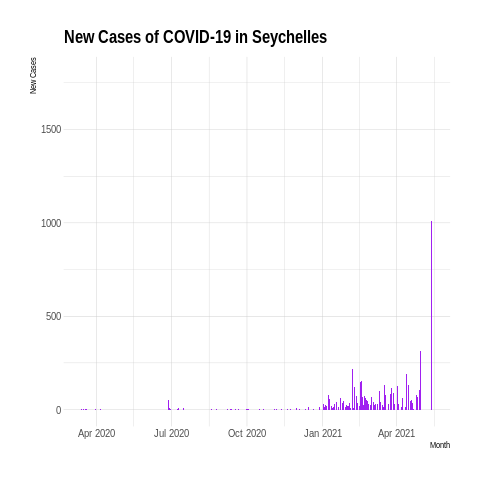 New Cases of COVID-19 in Seychelles
New Cases
1500
1000
500
0
Apr 2020 Jul 2020 Oct 2020 Jan 2021 Apr 2021
Month